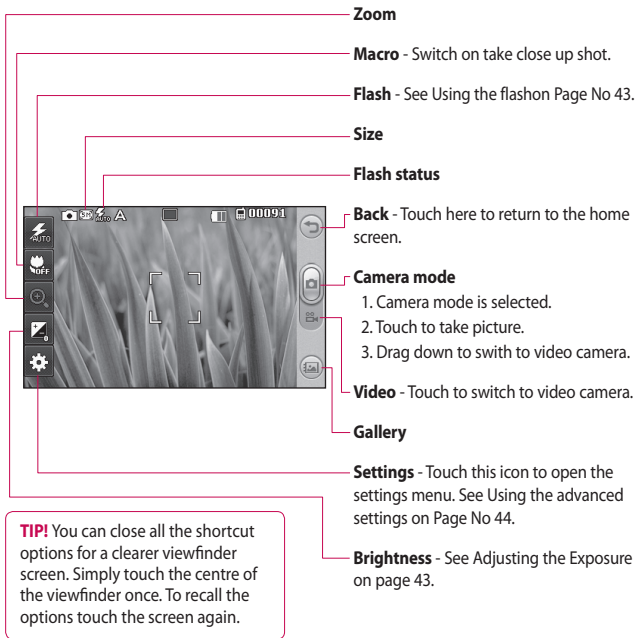 Zoom
Macro - Switch on take close up shot.
Flash - See Using the flashon Page No 43.
Size
Flash status
Back - Touch here to return to the home
screen.
Camera mode
1. Camera mode is selected.
2. Touch to take picture.
3. Drag down to swith to video camera.
Video - Touch to switch to video camera.
Gallery
Settings - Touch this icon to open the
settings menu. See Using the advanced
settings on Page No 44.
Brightness - See Adjusting the Exposure
on page 43.
3M AUTO A 00091
AUTO
OFF
0
TIP! You can close all the shortcut
options for a clearer viewfinder
screen. Simply touch the centre of
the viewfinder once. To recall the
options touch the screen again.